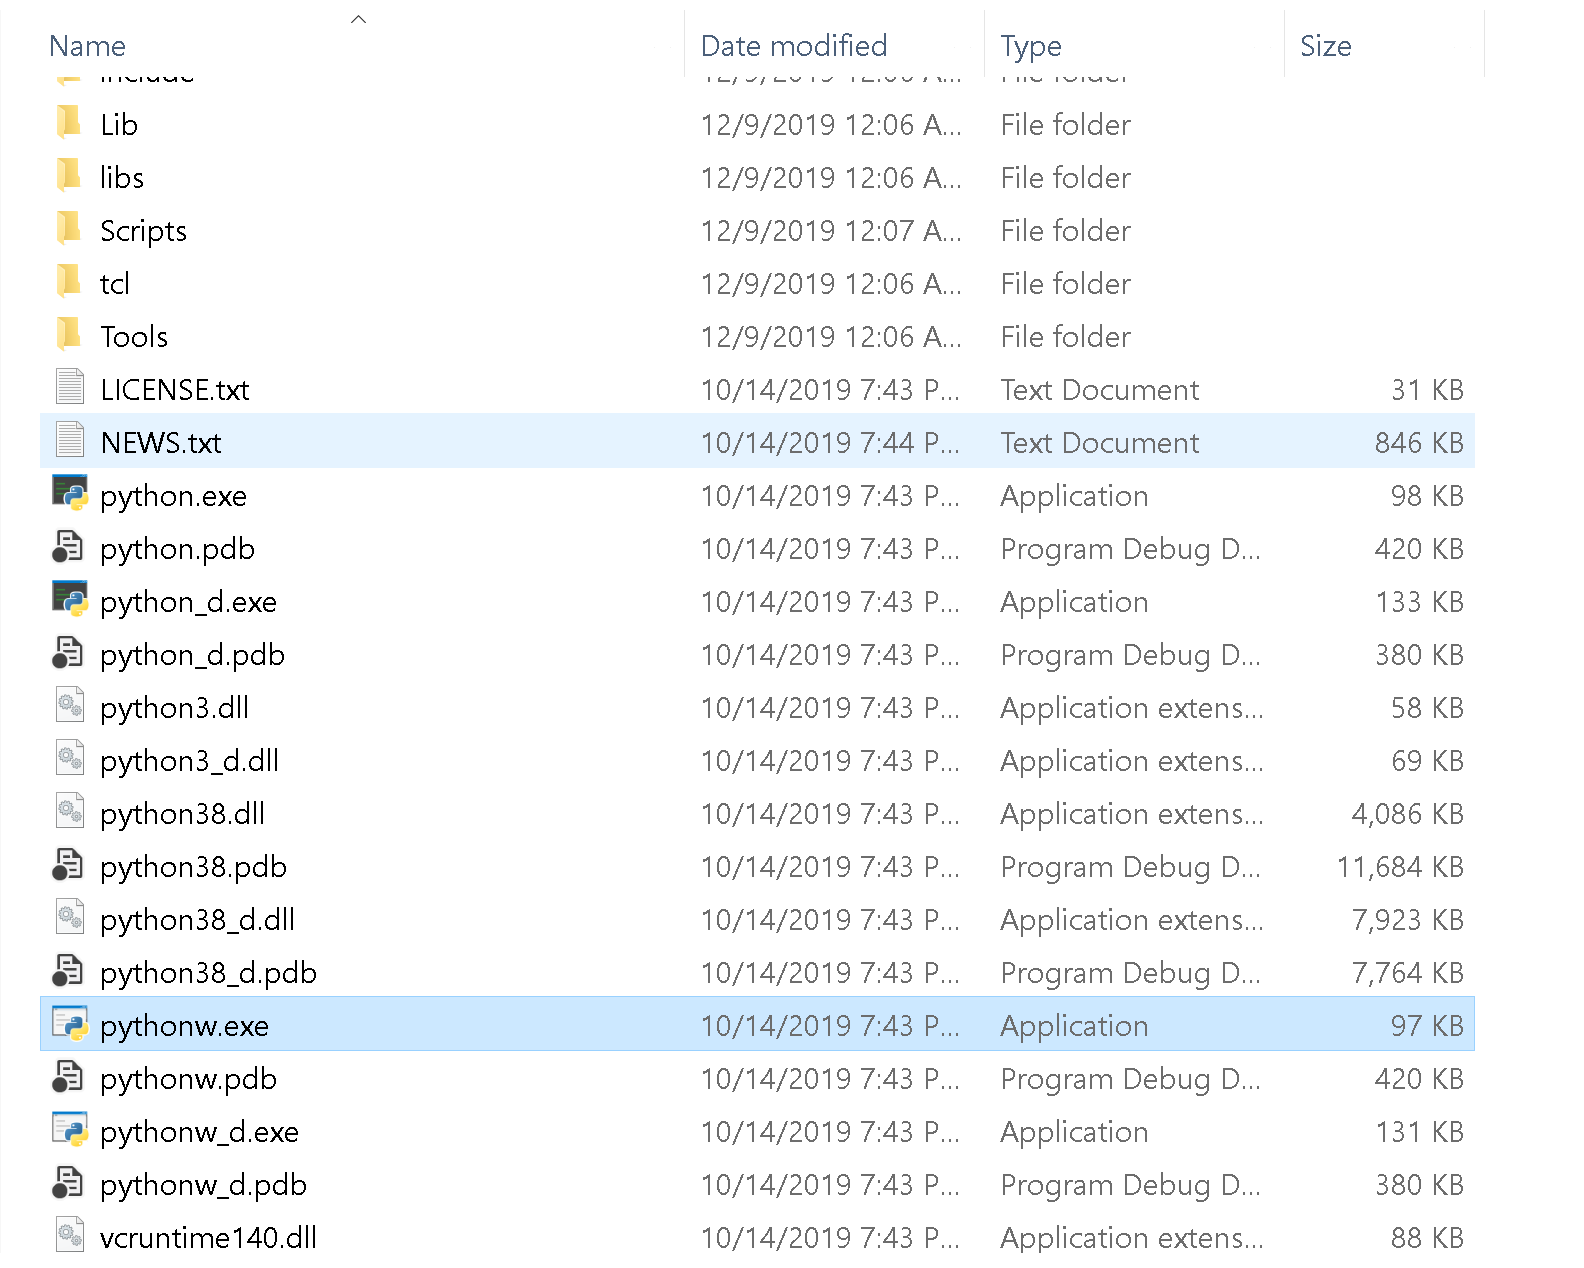 Name Date modified Type Size
Include 12/9/2019 12:06 A... File folder
Lib 12/9/2019 12:06 A... File folder
libs 12/9/2019 12:06 A... File folder
Scripts 12/9/2019 12:07 A... File folder
tcl 12/9/2019 12:06 A... File folder
Tools 12/9/2019 12:06 A... File folder
LICENSE.txt 10/14/2019 7:43 P... Text Document 31 KB
NEWS.txt 10/14/2019 7:44 P... Text Document 846 KB
python.exe 10/14/2019 7:43 P... Application 98 KB
python.pdb 10/14/2019 7:43 P... Program Debug D... 420 KB
python_d.exe 10/14/2019 7:43 P... Application 133 KB
python_d.pdb 10/14/2019 7:43 P... Program Debug D... 380 KB
python3.dll 10/14/2019 7:43 P... Application extens... 58 KB
python3_d.dll 10/14/2019 7:43 P... Application extens... 69 KB
python38.dll 10/14/2019 7:43 P... Application extens... 4,086 KB
python38.pdb 10/14/2019 7:43 P... Program Debug D... 11,684 KB
python38_d.dll 10/14/2019 7:43 P... Application extens... 7,923 KB
python38_d.pdb 10/14/2019 7:43 P... Program Debug D... 7,764 KB
pythonw.exe 10/14/2019 7:43 P... Application 97 KB
pythonw.pdb 10/14/2019 7:43 P... Program Debug D... 420 KB
pythonw_d.exe 10/14/2019 7:43 P... Application 131 KB
pythonw_d.pdb 10/14/2019 7:43 P... Program Debug D... 380 KB
vcruntime140.dll 10/14/2019 7:43 P... Application extens... 88 KB